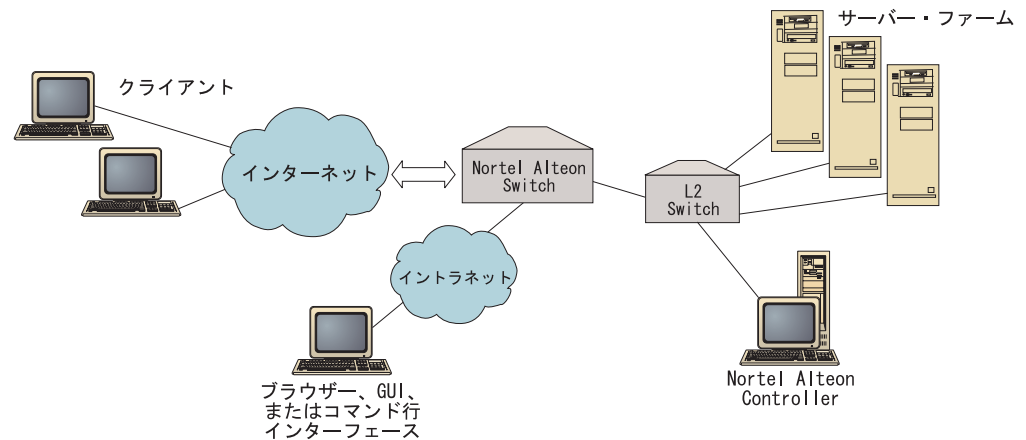 サーバー・ファーム
クライアント
インターネット
Nortel Alteon
Switch
L2
Switch
イントラネット
Nortel Alteon
Controller
ブラウザー、GUI、
またはコマンド行
インターフェース